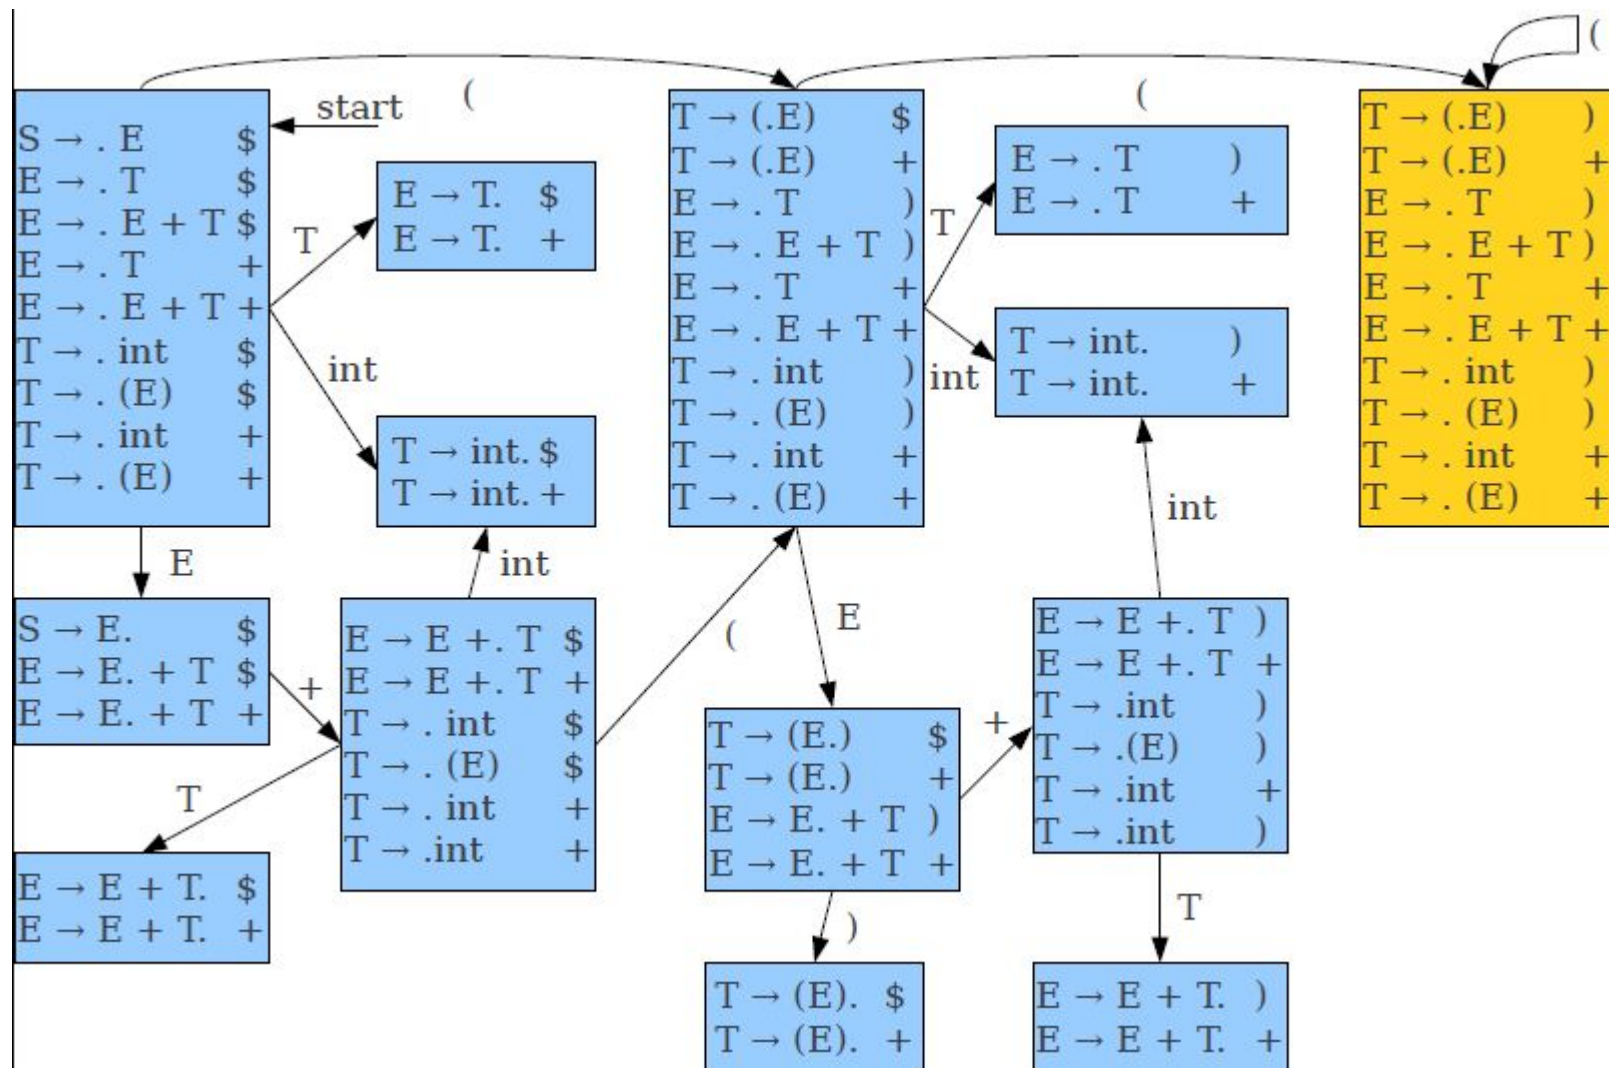 (
start
(
(
S → . E $
E → . T $
E → . E + T $
E → . T +
E → . E + T +
T → . int $
T → . (E) $
T → . int +
T → . (E) +
T
E → T. $
E → T. +
int
T → int. $
T → int. +
T → (.E) $
T → (.E) +
E → . T )
E → . E + T )
E → . T +
E → . E + T +
T → . int )
T → . (E) )
T → . int +
T → . (E) +
T
E → . T )
E → . T +
int
T → int. )
T → int. +
T → (.E) )
T → (.E) +
E → . T )
E → . E + T )
E → . T +
E → . E + T +
T → . int )
T → . (E) )
T → . int +
T → . (E) +
E
int
int
S → E. $
E → E. + T $
E → E. + T +
+
E → E +. T $
E → E +. T +
T → . int $
T → . (E) $
T → . int +
T → .int +
(
E
T → (E.) $
T → (E.) +
E → E. + T )
E → E. + T +
+
E → E +. T )
E → E +. T +
T → .int )
T → .(E) )
T → .int +
T → .int )
T
E → E + T. $
E → E + T. +
)
T
T → (E). $
T → (E). +
E → E + T. )
E → E + T. +